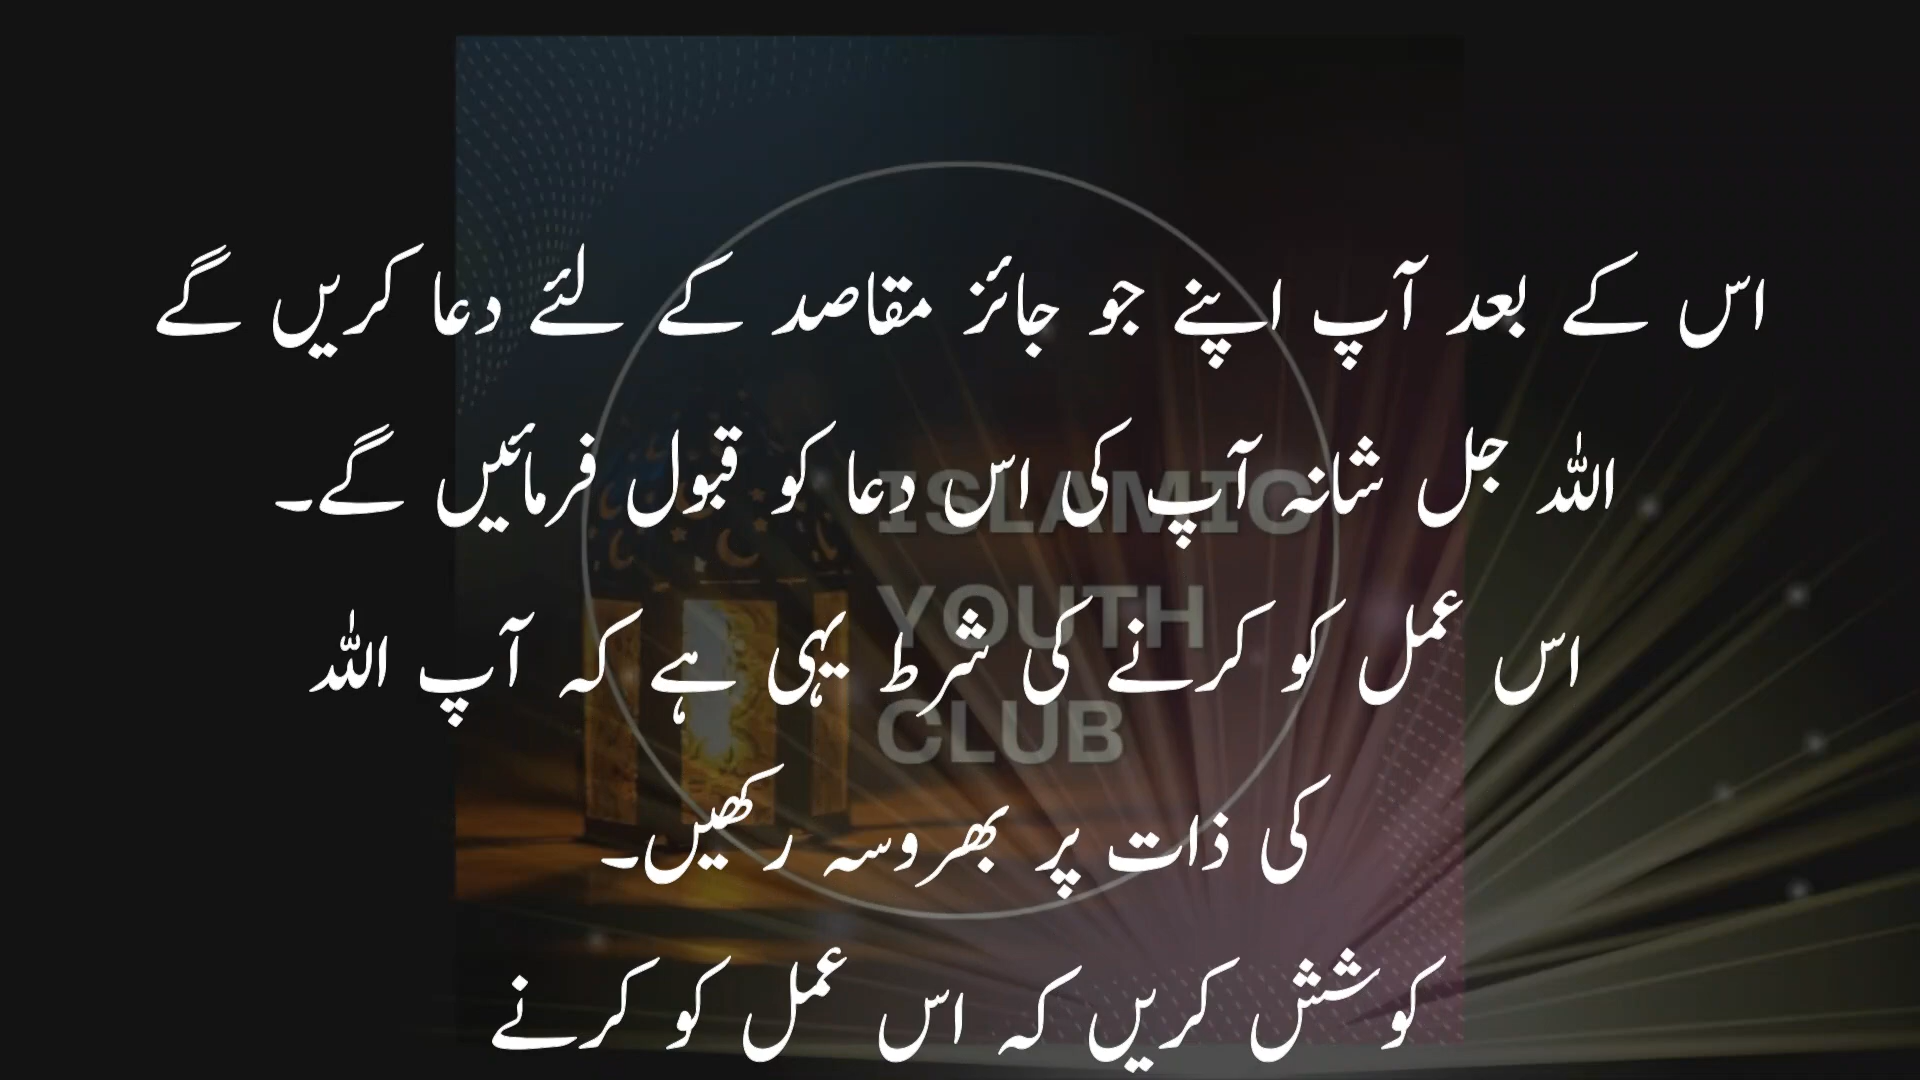 اس کے بعد آپ اپنے جو جائز مقاصد کے لئے دعا کریں گے
اللہ جل شانہ آپ کی اس دعا کو قبول فرمائیں گے۔
اس عمل کو کرنے کی شرط یہی ہے کہ آپ اللہ
کی ذات پر بھروسہ رکھیں۔
کوشش کریں کہ اس عمل کو کرنے
ISLAMIC
YOUTH
CLUB